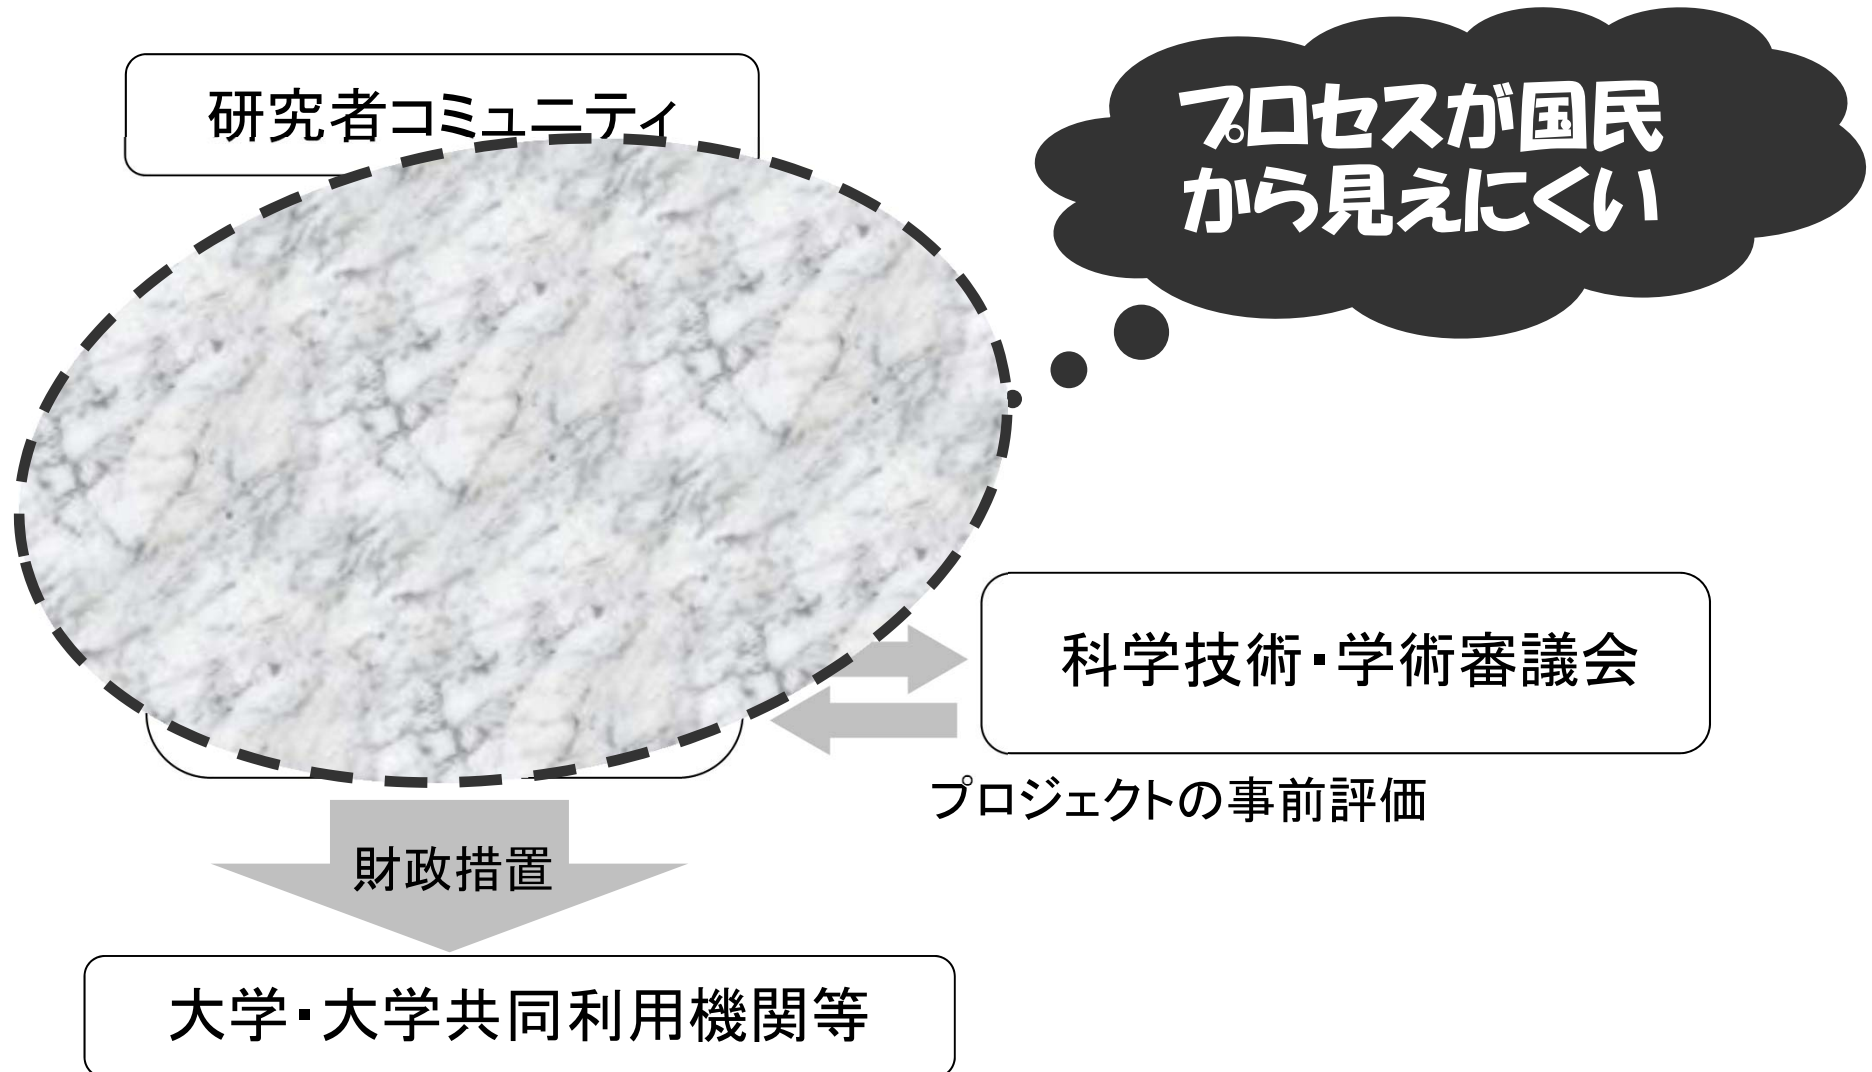 研究者コミュニティ
プロセスが国民
から見えにくい
科学技術・学術審議会
プロジェクトの事前評価
財政措置
大学・大学共同利用機関等